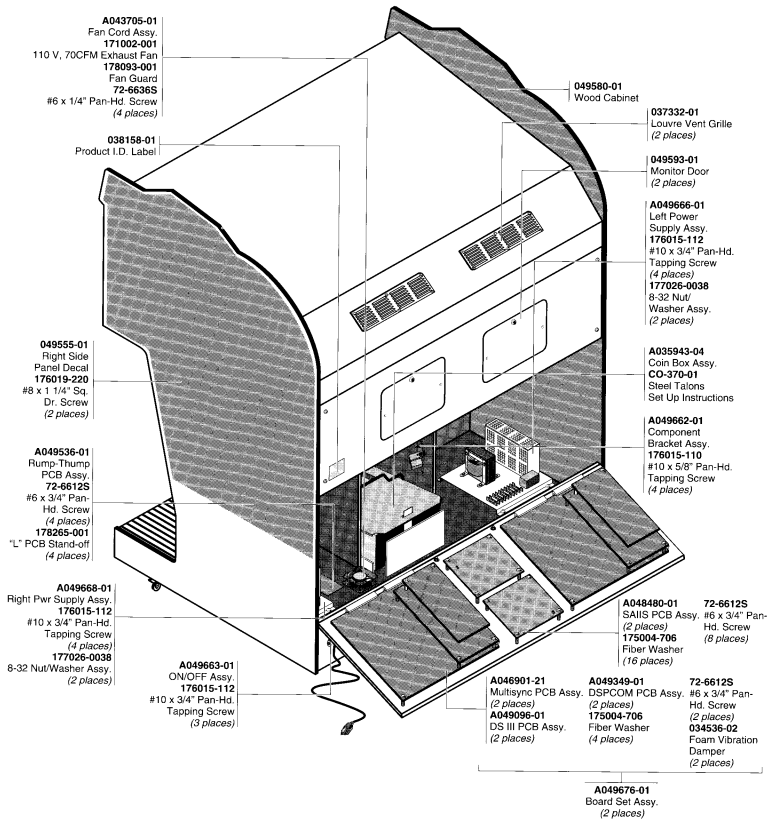 A043705-01
Fan Cord Assy.
171002-001
110 V, 70CFM Exhaust Fan
178093-001
Fan Guard
72-6636S
#6 x 1/4" Pan-Hd. Screw
(4 places)
038158-01
Product I.D. Label
049555-01
Right Side
Panel Decal
176019-220
#8 x 1 1/4" Sq.
Dr. Screw
(2 places)
A049536-01
Rump-Thump
PCB Assy.
72-6612S
#6 x 3/4" Pan-
Hd. Screw
(4 places)
178265-001
"L" PCB Stand-off
(4 places)
A049668-01
Right Pwr Supply Assy.
176015-112
#10 x 3/4" Pan-Hd.
Tapping Screw
(4 places)
177026-0038
8-32 Nut/Washer Assy.
(2 places)
A049663-01
ON/OFF Assy.
176015-112
#10 x 3/4" Pan-Hd.
Tapping Screw
(3 places)
049580-01
Wood Cabinet
037332-01
Louvre Vent Grille
(2 places)
049593-01
Monitor Door
(2 places)
A049666-01
Left Power
Supply Assy.
176015-112
#10 x 3/4" Pan-Hd.
Tapping Screw
(4 places)
177026-0038
8-32 Nut/
Washer Assy.
(2 places)
A035943-04
Coin Box Assy.
CO-370-01
Steel Talons
Set Up Instructions
A049662-01
Component
Bracket Assy.
176015-110
#10 x 5/8" Pan-Hd.
Tapping Screw
(4 places)
A048480-01
SAIIS PCB Assy.
(2 places)
175004-706
Fiber Washer
(16 places)
72-6612S
#6 x 3/4" Pan-
Hd. Screw
(8 places)
A046901-21
Multisync PCB Assy.
(2 places)
A049096-01
DS III PCB Assy.
(2 places)
A049349-01
DSPCOM PCB Assy.
(2 places)
175004-706
Fiber Washer
(4 places)
72-6612S
#6 x 3/4" Pan-
Hd. Screw
(2 places)
034536-02
Foam Vibration
Damper
(2 places)
A049676-01
Board Set Assy.
(2 places)